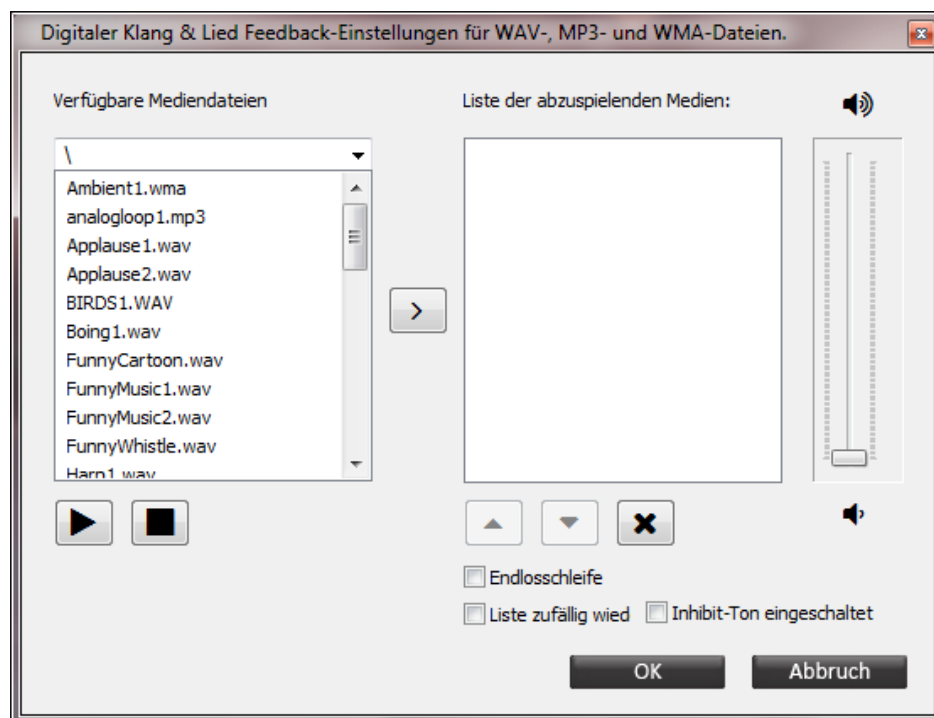 Digitaler Klang & Lied Feedback-Einstellungen für WAV-, MP3- und WMA-Dateien.
Verfügbare Mediendateien
Liste der abzuspielenden Medien:
\
Ambient1.wma
analogloop1.mp3
Applause1.wav
Applause2.wav
BIRDS1.WAV
Boing1.wav
FunnyCartoon.wav
FunnyMusic1.wav
FunnyMusic2.wav
FunnyWhistle.wav
Harp1.wav
Endlosschleife
Liste zufällig wied
Inhibit-Ton eingeschaltet
OK
Abbruch